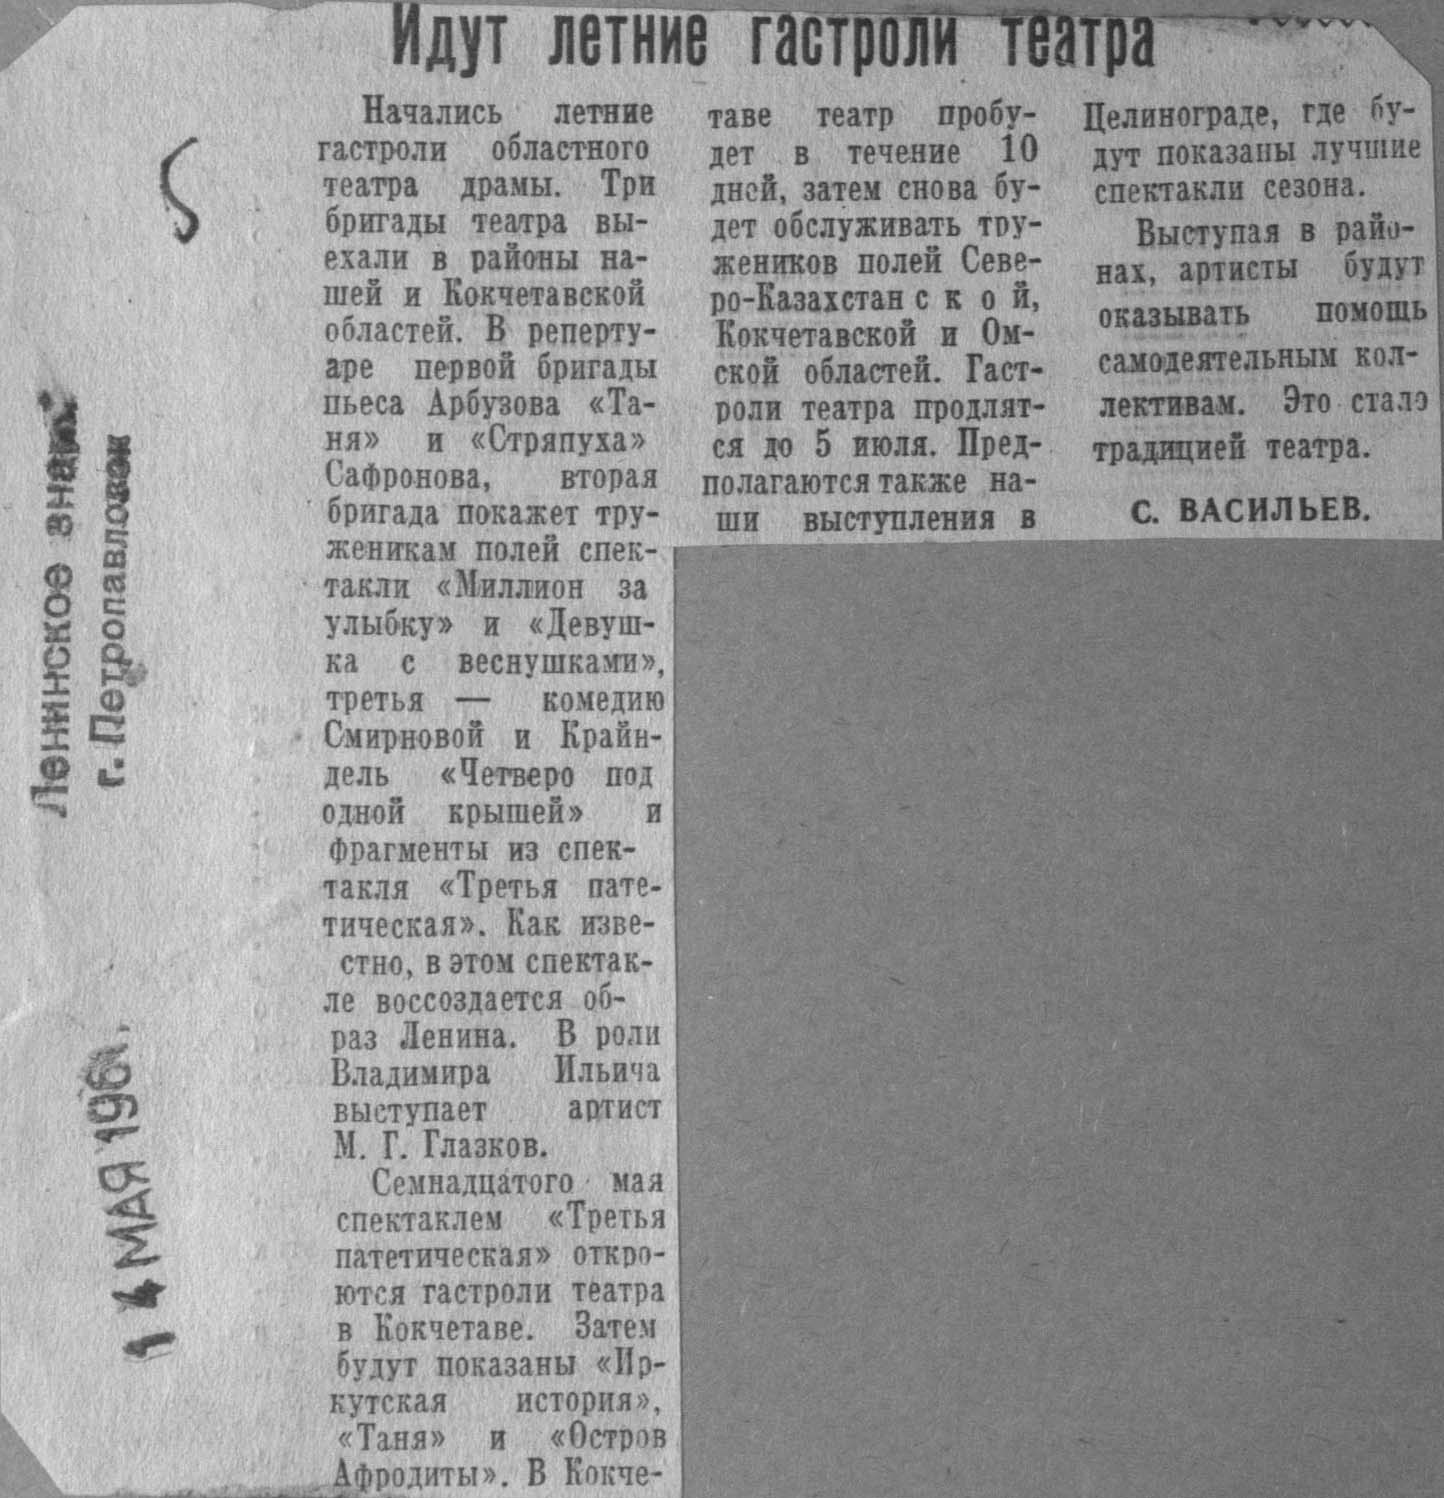 Идут летние гастроли театра
Начались летние
гастроли областного
театра драмы. Три
бригады театра вы-
ехали в районы на-
шей и Кокчетавской
областей. В реперту-
аре первой бригады
пьеса Арбузова «Та-
ня» и «Стряпуха»
Сафронова, вторая
бригада покажет тру-
женикам полей спек-
такли «Миллион за
улыбку» и «Девуш-
ка с веснушками»,
третья — комедию
Смирновой и Крайн-
дель «Четверо под
одной крышей» и
фрагменты из спек-
такля «Третья пате-
тическая». Как изве-
стно, в этом спектак-
ле воссоздается об-
раз Ленина. В роли
Владимира Ильича
выступает артист
М. Г. Глазков.
Семнадцатого мая
спектаклем «Третья
патетическая» откро-
ются гастроли театра
в Кокчетаве. Затем
будут показаны «Ир-
кутская история»,
«Таня» и «Остров
Афродиты». В Кокче-
таве театр пробу-
дет в течение 10
дней, затем снова бу-
дет обслуживать тру-
жеников полей Севе-
ро-Казахстанской,
Кокчетавской и Ом-
ской областей. Гаст-
роли театра продлят-
ся до 5 июля. Пред-
полагаются также на-
ши выступления в
Целинограде, где бу-
дут показаны лучшие
спектакли сезона.
Выступая в райо-
нах, артисты будут
оказывать помощь
самодеятельным кол-
лективам. Это стало
традицией театра.
С. ВАСИЛЬЕВ.
Ленинское знамя
г. Петропавловск
14 МАЯ